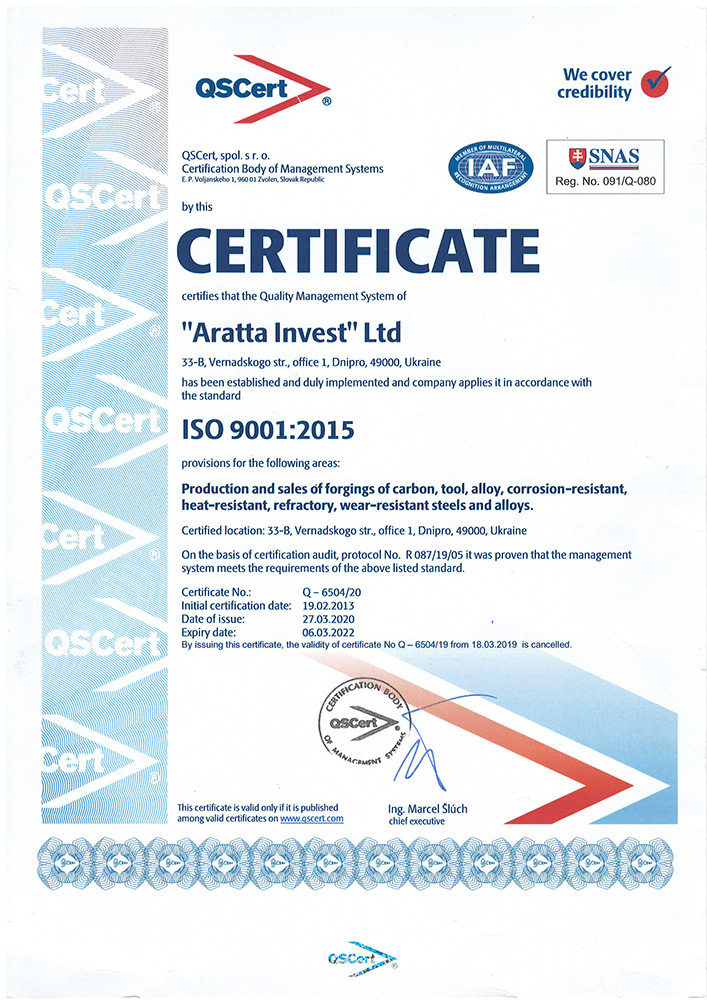 QSCert
®
We cover
credibility
QSCert, spol. s r. o.
Certification Body of Management Systems
E. P. Voljanskeho 1, 960 01 Zvolen, Slovak Republic
MEMBER OF MULTILATERAL
IAF
RECOGNITION ARRANGEMENT
SNAS
Reg. No. 091/Q-080
by this
CERTIFICATE
certifies that the Quality Management System of
"Aratta Invest" Ltd
33-B, Vernadskogo str., office 1, Dnipro, 49000, Ukraine
has been established and duly implemented and company applies it in accordance with
the standard
ISO 9001:2015
provisions for the following areas:
Production and sales of forgings of carbon, tool, alloy, corrosion-resistant,
heat-resistant, refractory, wear-resistant steels and alloys.
Certified location: 33-B, Vernadskogo str., office 1, Dnipro, 49000, Ukraine
On the basis of certification audit, protocol No. R 087/19/05 it was proven that the management
system meets the requirements of the above listed standard.
Certificate No.: Q – 6504/20
Initial certification date: 19.02.2013
Date of issue: 27.03.2020
Expiry date: 06.03.2022
By issuing this certificate, the validity of certificate No Q – 6504/19 from 18.03.2019 is cancelled.
CERTIFICATION BODY
QSCert
®
OF MANAGEMENT SYSTEMS
This certificate is valid only if it is published
among valid certificates on www.qscert.com
Ing. Marcel Šlúch
chief executive
Cert
®
QSCert
Cert
®
QSCert
Cert
®
QSCert
Cert
®
QSCert
®